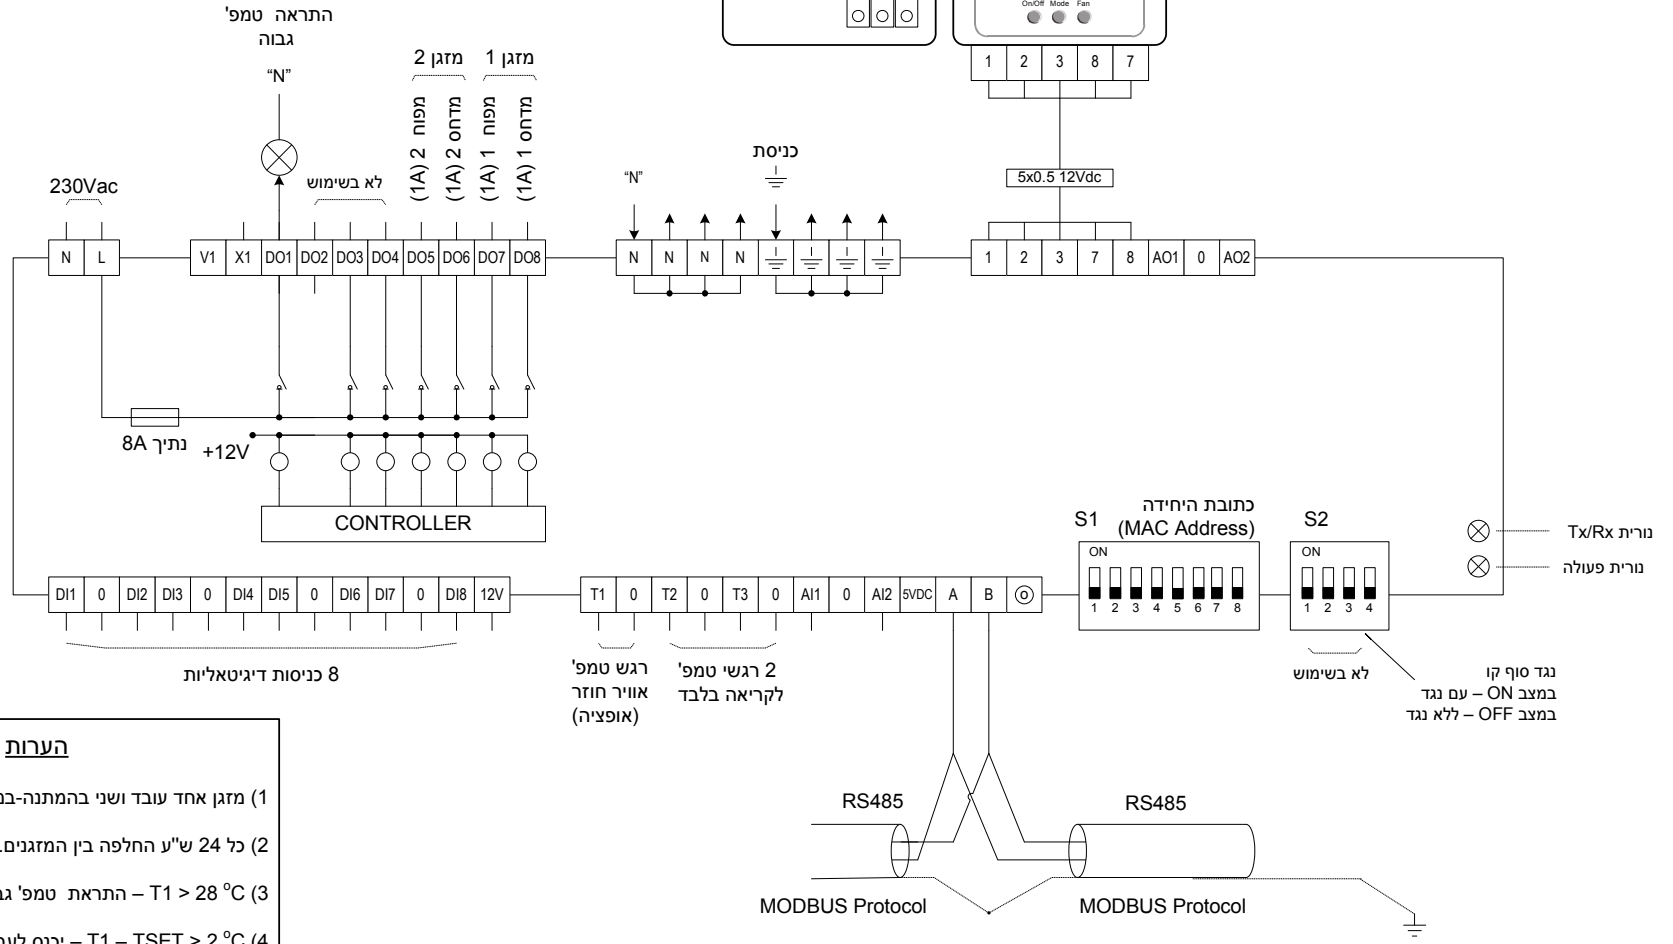 On/Off Mode Fan
התראה טמפ'
גבוה
"N"
מזגן 2
מזגן 1
מפוח 2 (1A)
מדחס 2 (1A)
מפוח 1 (1A)
מדחס 1 (1A)
1 2 3 8 7
כניסת
"N"
5x0.5 12Vdc
230Vac
לא בשימוש
N L
V1 X1 DO1 DO2 DO3 DO4 DO5 DO6 DO7 DO8
N N N N
1 2 3 7 8 AO1 0 AO2
נתיך 8A
+12V
CONTROLLER
S1
כתובת היחידה
(MAC Address)
S2
ON
1 2 3 4 5 6 7 8
ON
1 2 3 4
נורית Tx/Rx
נורית פעולה
DI1 0 DI2 DI3 0 DI4 DI5 0 DI6 DI7 0 DI8 12V
T1 0 T2 0 T3 0 AI1 0 AI2 5VDC A B
8 כניסות דיגיטאליות
רגש טמפ'
אוויר חוזר
(אופציה)
2 רגשי טמפ'
לקריאה בלבד
לא בשימוש
נגד סוף קו
במצב ON – עם נגד
במצב OFF – ללא נגד
RS485
RS485
MODBUS Protocol
MODBUS Protocol
הערות
1) מזגן אחד עובד ושני
2) כל 24 ש"ע החלפה בין המזגנים.
3) T1 > 28 °C – התראת טמפ'
4) T1 – TSET > 2 °C – יכנס